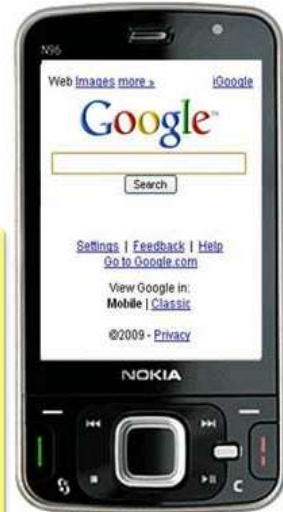 N96
Web Images more » iGoogle
Google™
Search
Settings | Feedback | Help
Go to Google.com
View Google in:
Mobile | Classic
©2009 - Privacy
NOKIA
C